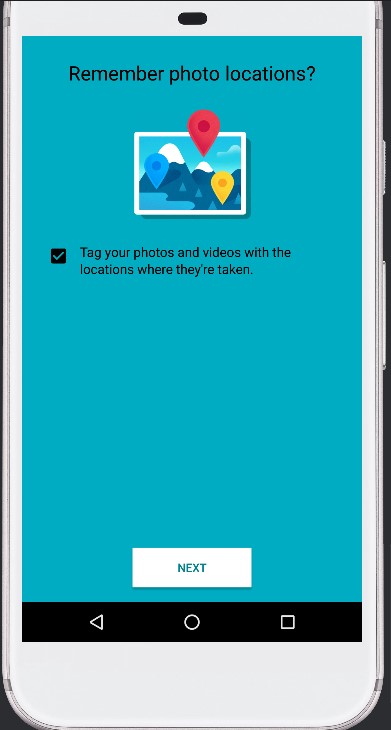 Remember photo locations?
Tag your photos and videos with the
locations where they're taken.
NEXT